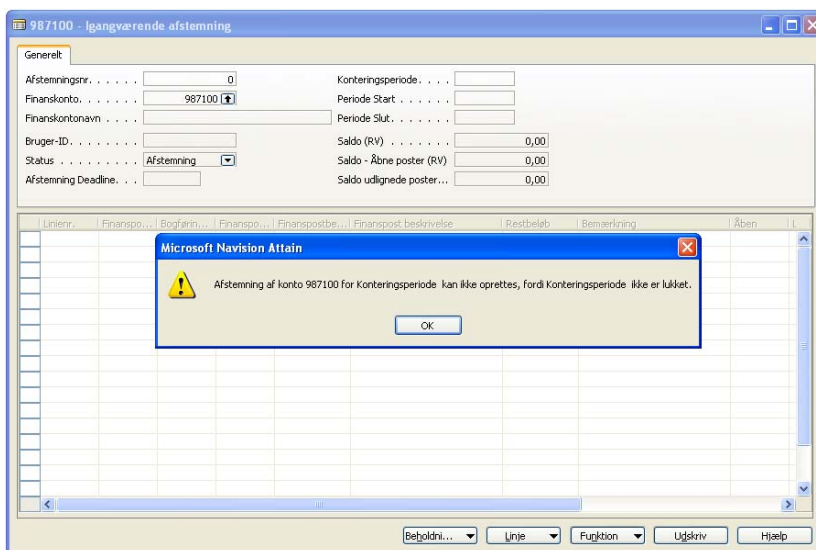 987100 - Igangværende afstemning
Generelt
Afstemningsnr. . . . . . 0
Konteringsperiode. . . .
Finanskonto. . . . . . . 987100
Periode Start . . . . . .
Finanskontonavn . . . .
Periode Slut. . . . . . .
Bruger-ID. . . . . . . .
Saldo (RV) . . . . . . . 0,00
Status . . . . . . . . . Afstemning
Saldo - Åbne poster (RV) 0,00
Afstemning Deadline. . .
Saldo udlignede poster... 0,00
Linienr. Finanspo... Bogførin... Finanspo... Finanspostbe... Finanspost beskrivelse Restbeløb Bemærkning Åben L
Microsoft Navision Attain
Afstemning af konto 987100 for Konteringsperiode kan ikke oprettes, fordi Konteringsperiode ikke er lukket.
OK
Beholdni... Linje Funktion Udskriv Hjælp